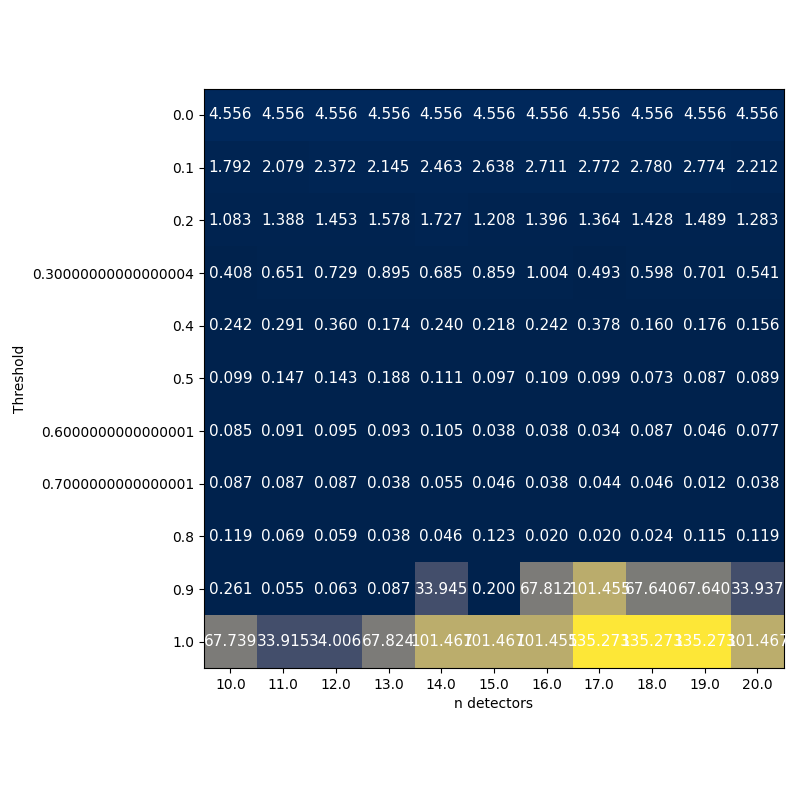 0.0 4.556 4.556 4.556 4.556 4.556 4.556 4.556 4.556 4.556 4.556 4.556
0.1 1.792 2.079 2.372 2.145 2.463 2.638 2.711 2.772 2.780 2.774 2.212
0.2 1.083 1.388 1.453 1.578 1.727 1.208 1.396 1.364 1.428 1.489 1.283
0.30000000000000004 0.408 0.651 0.729 0.895 0.685 0.859 1.004 0.493 0.598 0.701 0.541
0.4 0.242 0.291 0.360 0.174 0.240 0.218 0.242 0.378 0.160 0.176 0.156
Threshold
0.5 0.099 0.147 0.143 0.188 0.111 0.097 0.109 0.099 0.073 0.087 0.089
0.6000000000000001 0.085 0.091 0.095 0.093 0.105 0.038 0.038 0.034 0.087 0.046 0.077
0.7000000000000001 0.087 0.087 0.087 0.038 0.055 0.046 0.038 0.044 0.046 0.012 0.038
0.8 0.119 0.069 0.059 0.038 0.046 0.123 0.020 0.020 0.024 0.115 0.119
0.9 0.261 0.055 0.063 0.087 33.945 0.200 67.812 101.455 67.640 67.640 33.937
1.0 67.739 33.915 34.006 67.824 101.467 101.467 101.455 135.273 135.273 135.273 101.467
10.0 11.0 12.0 13.0 14.0 15.0 16.0 17.0 18.0 19.0 20.0
n detectors